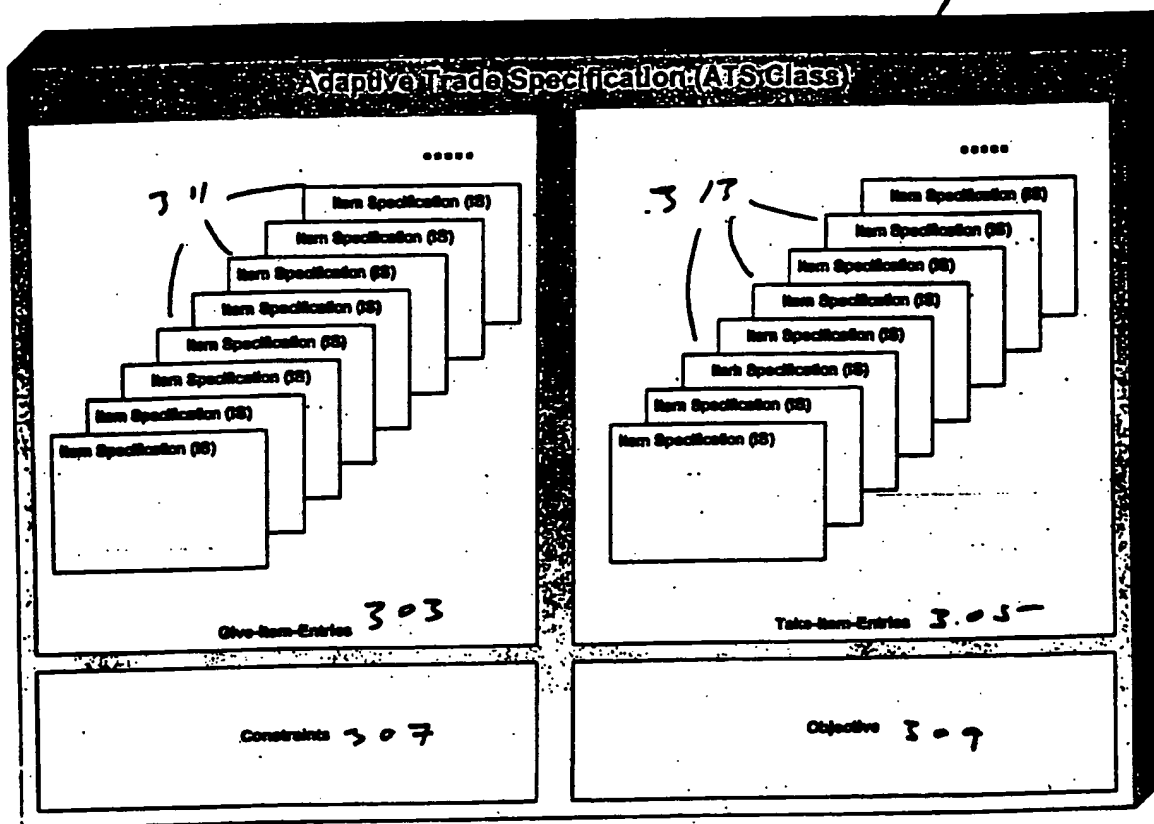 Adaptive Trade Specification (ATS Class)
.....
311
Item Specification (IS)
Item Specification (IS)
Item Specification (IS)
Item Specification (IS)
Item Specification (IS)
Item Specification (IS)
Item Specification (IS)
Item Specification (IS)
Give-Item-Entries 303
.....
313
Item Specification (IS)
Item Specification (IS)
Item Specification (IS)
Item Specification (IS)
Item Specification (IS)
Item Specification (IS)
Item Specification (IS)
Item Specification (IS)
Take-Item-Entries 305
Constraints 307
Objective 309